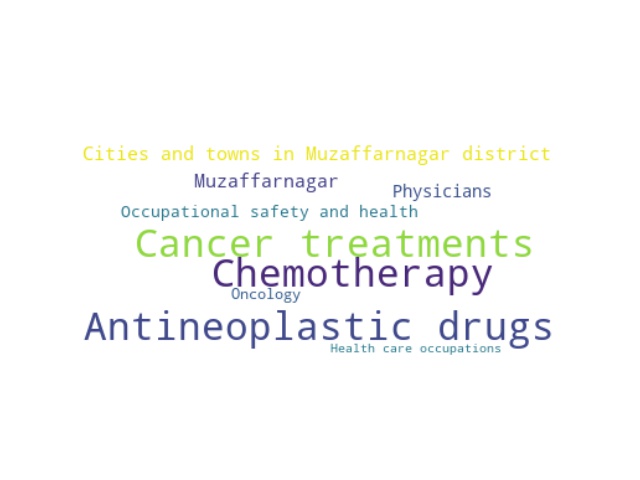 Cities and towns in Muzaffarnagar district
Muzaffarnagar
Physicians
Occupational safety and health
Cancer treatments
Chemotherapy
Oncology
Antineoplastic drugs
Health care occupations